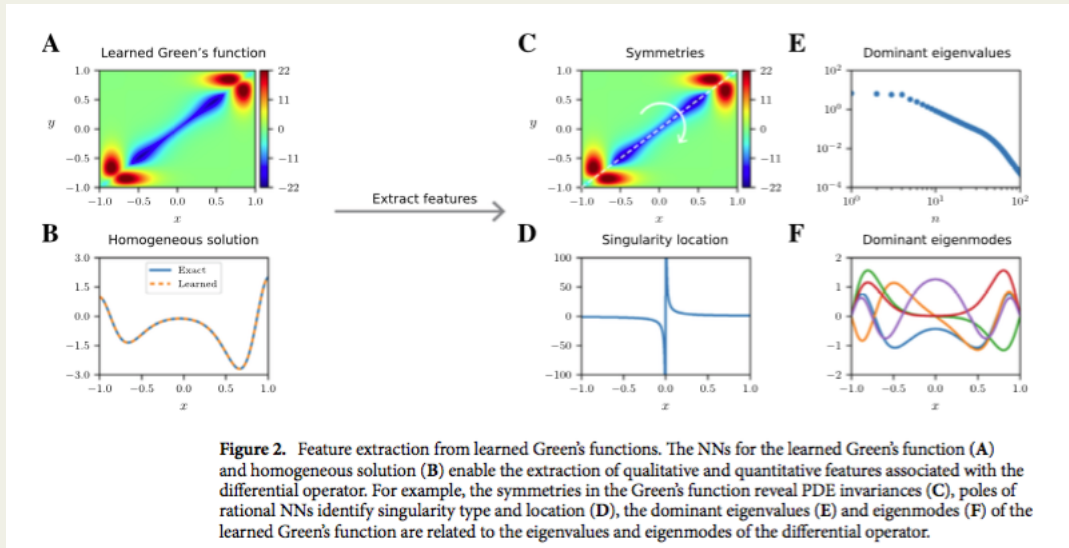 A
Learned Green's function
1.0
0.5
0.0
−0.5
−1.0
y
−1.0 −0.5 0.0 0.5 1.0
x
22
11
0
−11
−22
B
Homogeneous solution
3.0
1.5
0.0
−1.5
−3.0
Exact
Learned
−1.0 −0.5 0.0 0.5 1.0
x
Extract features
C
Symmetries
1.0
0.5
0.0
−0.5
−1.0
y
−1.0 −0.5 0.0 0.5 1.0
x
22
11
0
−11
−22
D
Singularity location
100
50
0
−50
−100
−1.0 −0.5 0.0 0.5 1.0
x
E
Dominant eigenvalues
10²
10⁰
10⁻²
10⁻⁴
10⁰ 10¹ 10²
n
F
Dominant eigenmodes
2
1
0
−1
−2
−1.0 −0.5 0.0 0.5 1.0
x
Figure 2. Feature extraction from learned Green's functions. The NNs for the learned Green's function (A)
and homogeneous solution (B) enable the extraction of qualitative and quantitative features associated with the
differential operator. For example, the symmetries in the Green's function reveal PDE invariances (C), poles of
rational NNs identify singularity type and location (D), the dominant eigenvalues (E) and eigenmodes (F) of the
learned Green's function are related to the eigenvalues and eigenmodes of the differential operator.